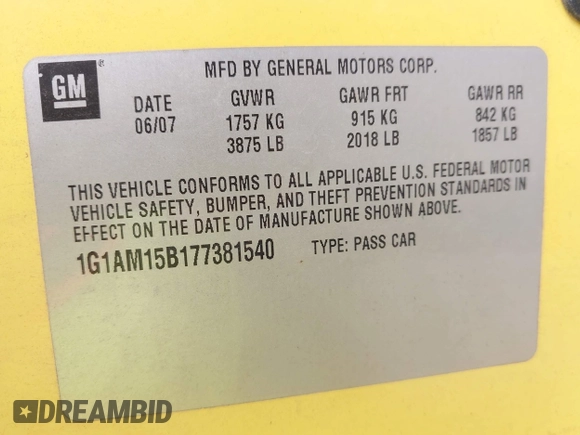 GM ®
MFD BY GENERAL MOTORS CORP.
DATE GVWR GAWR FRT GAWR RR
06/07 1757 KG 915 KG 842 KG
3875 LB 2018 LB 1857 LB
THIS VEHICLE CONFORMS TO ALL APPLICABLE U.S. FEDERAL MOTOR
VEHICLE SAFETY, BUMPER, AND THEFT PREVENTION STANDARDS IN
EFFECT ON THE DATE OF MANUFACTURE SHOWN ABOVE.
1G1AM15B177381540 TYPE: PASS CAR
DREAMBID